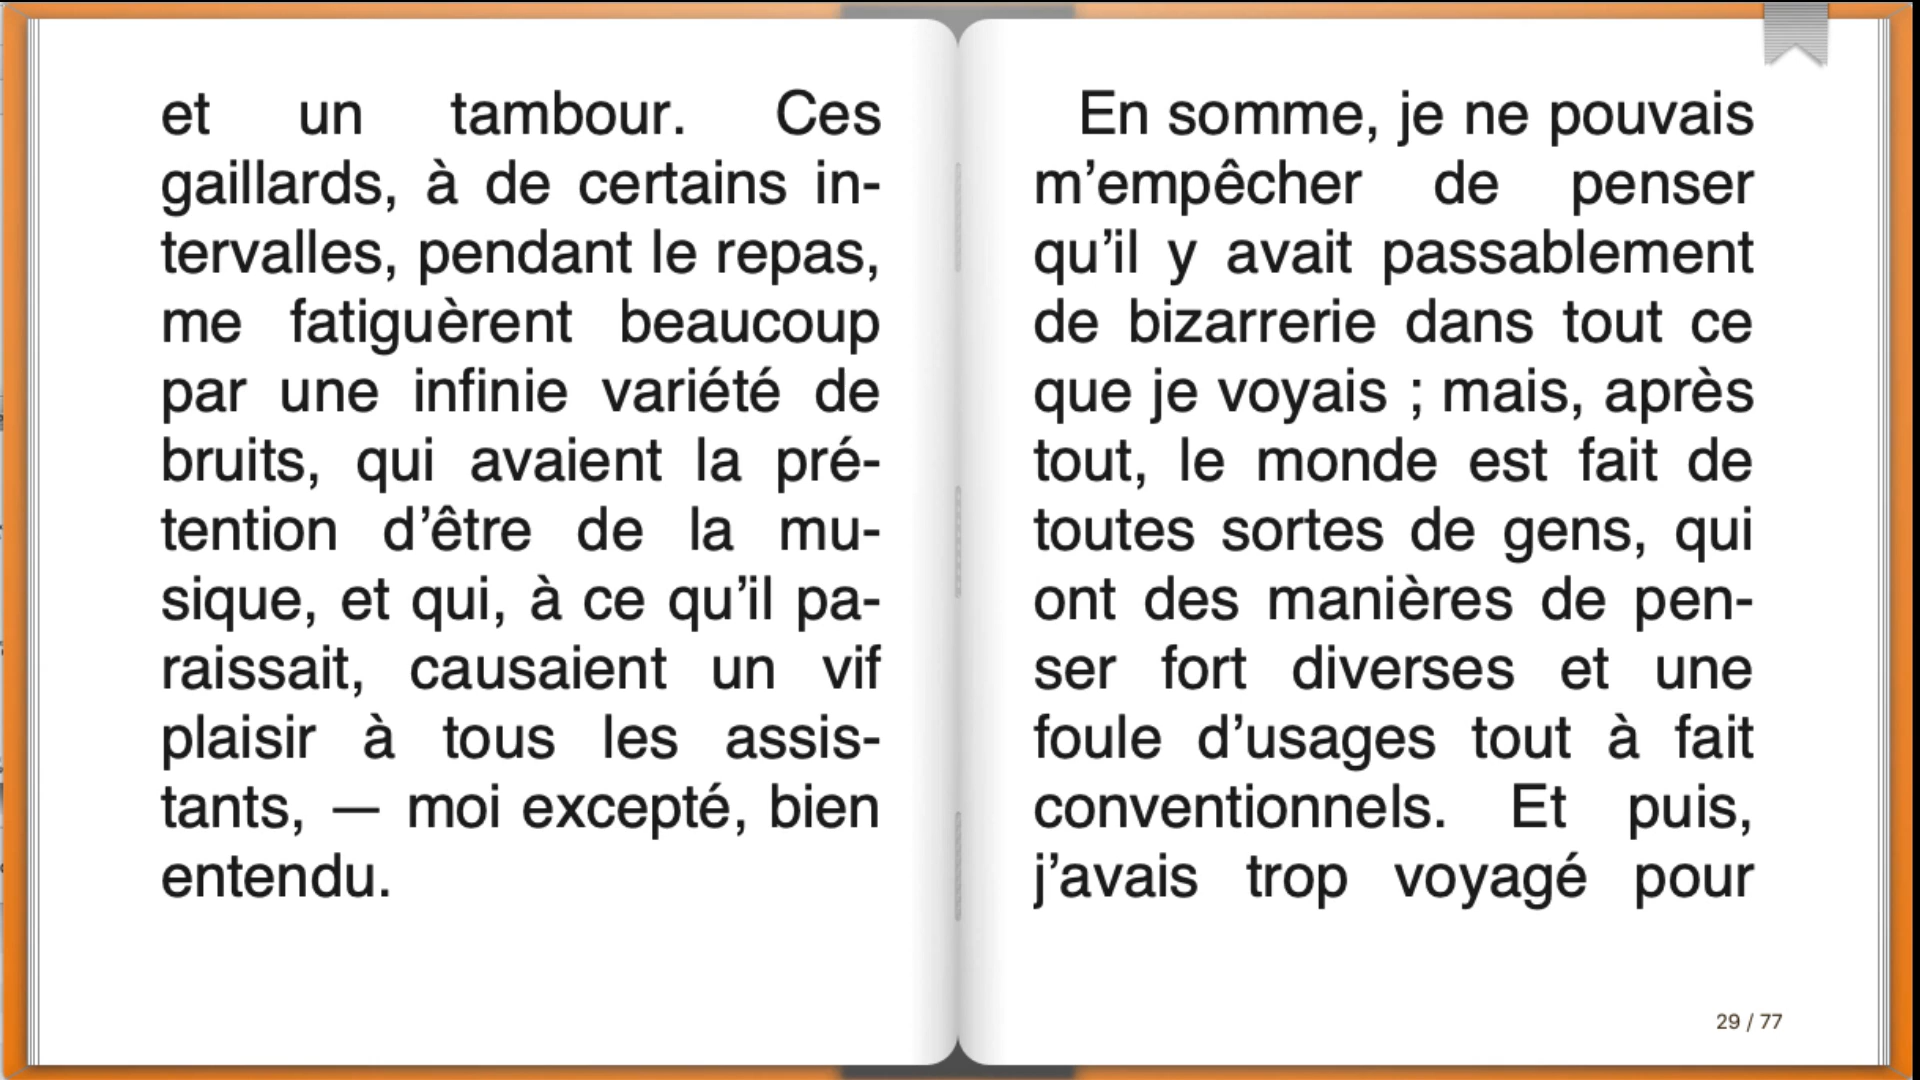 et un tambour. Ces
gaillards, à de certains in-
tervalles, pendant le repas,
me fatiguèrent beaucoup
par une infinie variété de
bruits, qui avaient la pré-
tention d’être de la mu-
sique, et qui, à ce qu’il pa-
raissait, causaient un vif
plaisir à tous les assis-
tants, — moi excepté, bien
entendu.
En somme, je ne pouvais
m’empêcher de penser
qu’il y avait passablement
de bizarrerie dans tout ce
que je voyais ; mais, après
tout, le monde est fait de
toutes sortes de gens, qui
ont des manières de pen-
ser fort diverses et une
foule d’usages tout à fait
conventionnels. Et puis,
j’avais trop voyagé pour
29 / 77